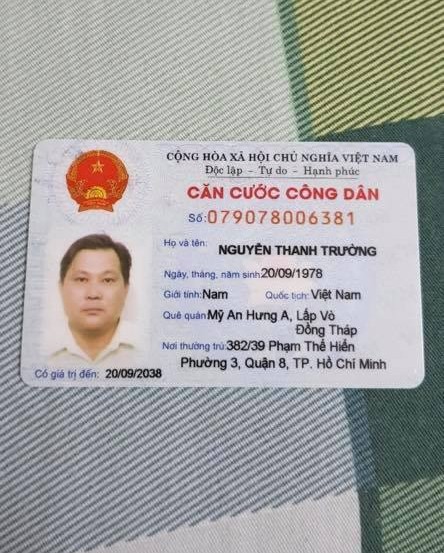 CỘNG HÒA XÃ HỘI CHỦ NGHĨA VIỆT NAM
Độc lập - Tự do - Hạnh phúc
CĂN CƯỚC CÔNG DÂN
Số: 079078006381
Họ và tên: NGUYỄN THANH TRƯỜNG
Ngày, tháng, năm sinh: 20/09/1978
Giới tính: Nam Quốc tịch: Việt Nam
Quê quán: Mỹ An Hưng A, Lấp Vò
Đồng Tháp
Nơi thường trú: 382/39 Phạm Thế Hiển
Phường 3, Quận 8, TP. Hồ Chí Minh
Có giá trị đến: 20/09/2038